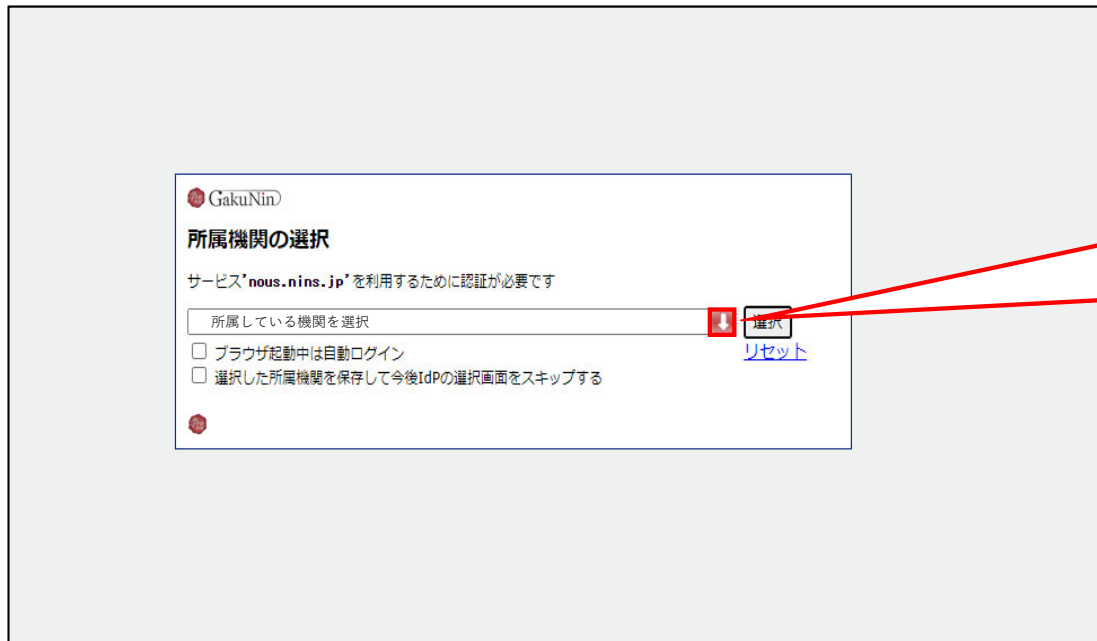 GakuNin
所属機関の選択
サービス'nous.nins.jp'を利用するために認証が必要です
所属している機関を選択
選択
ブラウザ起動中は自動ログイン
リセット
選択した所属機関を保存して今後IdPの選択画面をスキップする